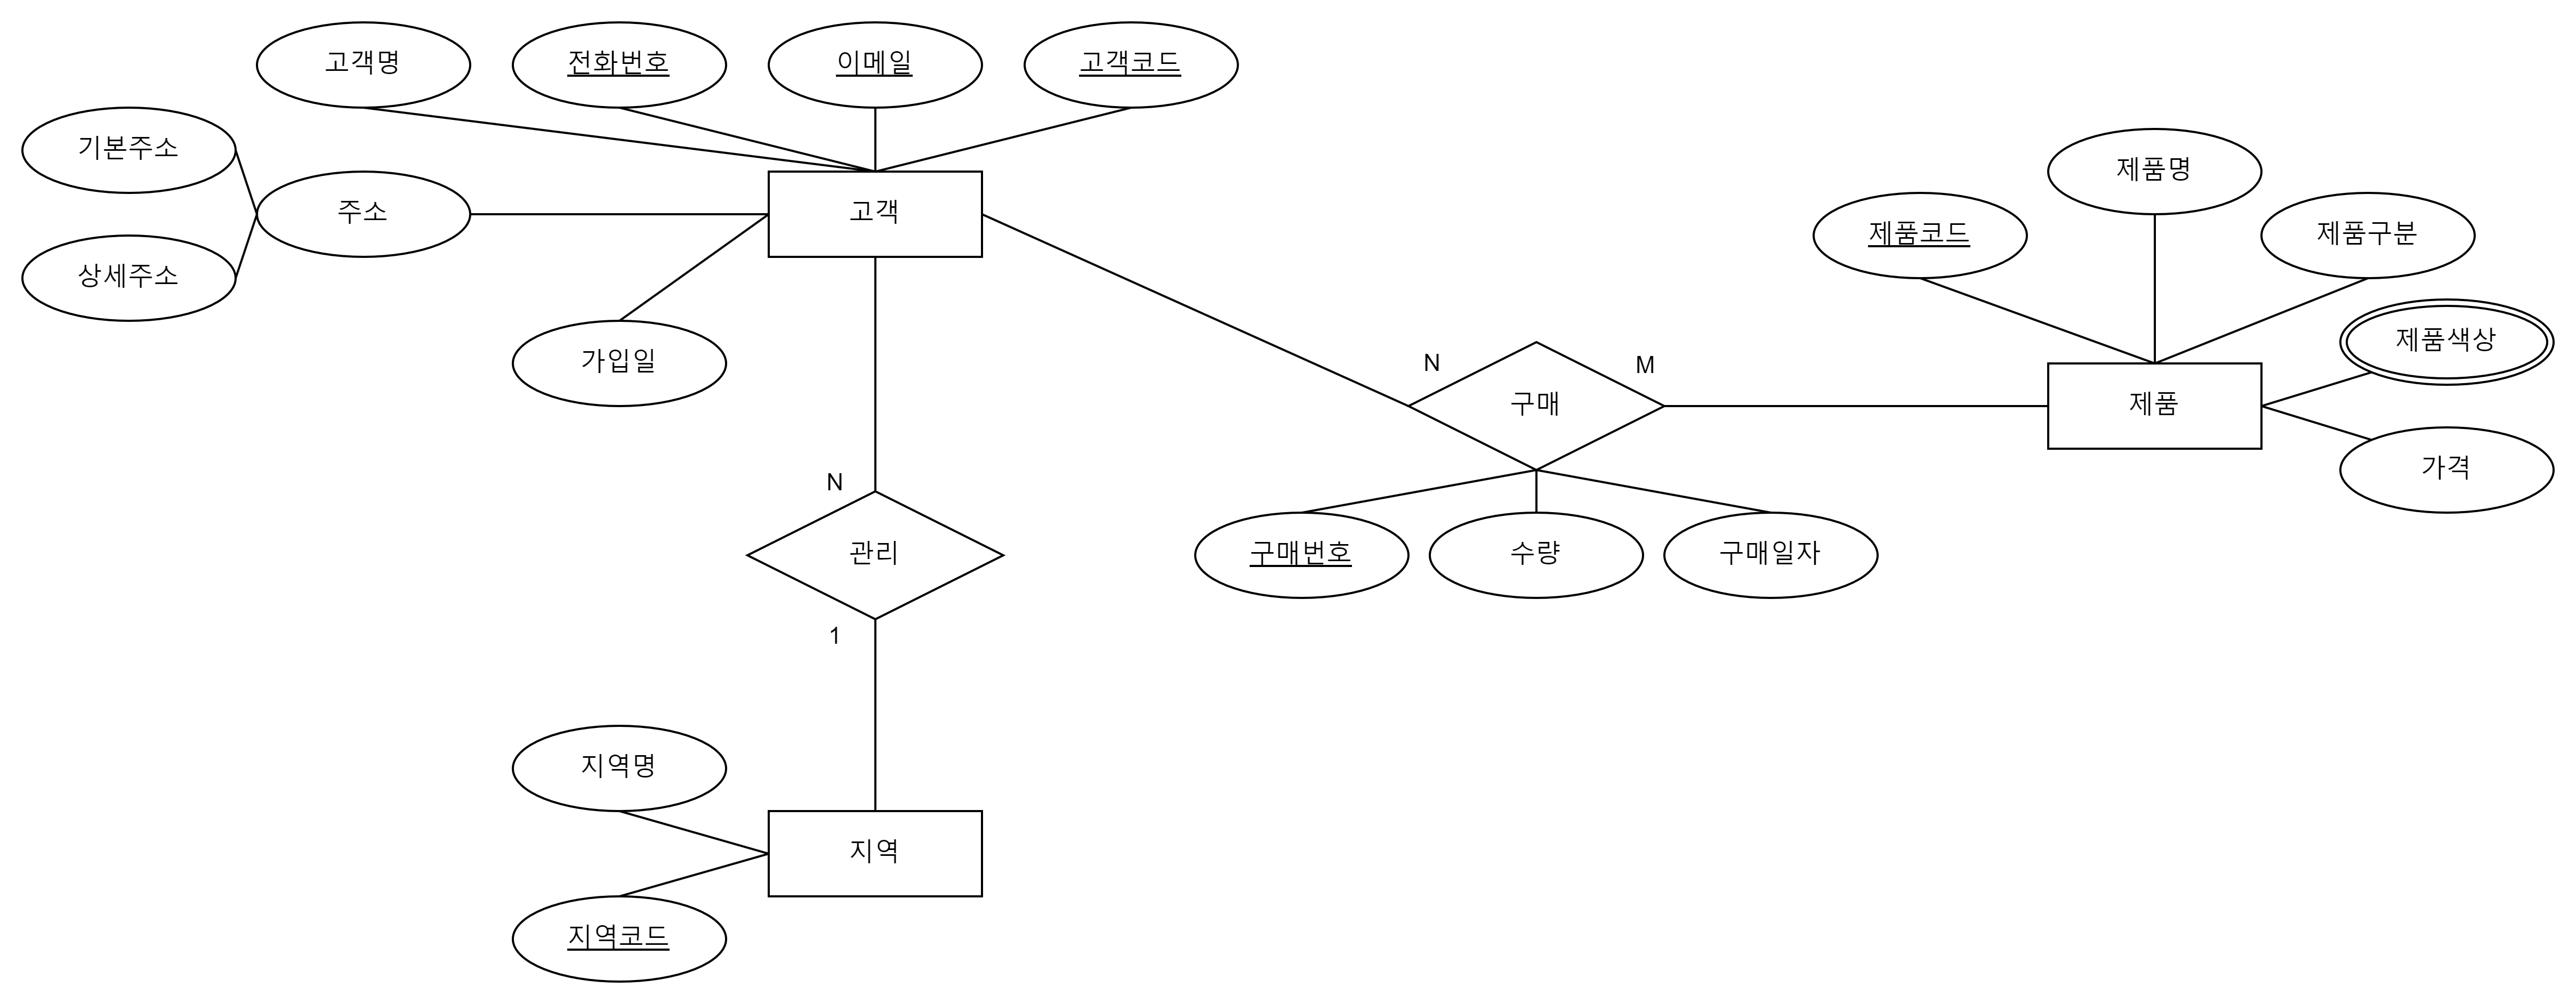 고객명
전화번호
이메일
고객코드
기본주소
주소
상세주소
고객
가입일
제품명
제품코드
제품구분
제품색상
제품
가격
N
M
구매
구매번호
수량
구매일자
N
관리
1
지역명
지역
지역코드